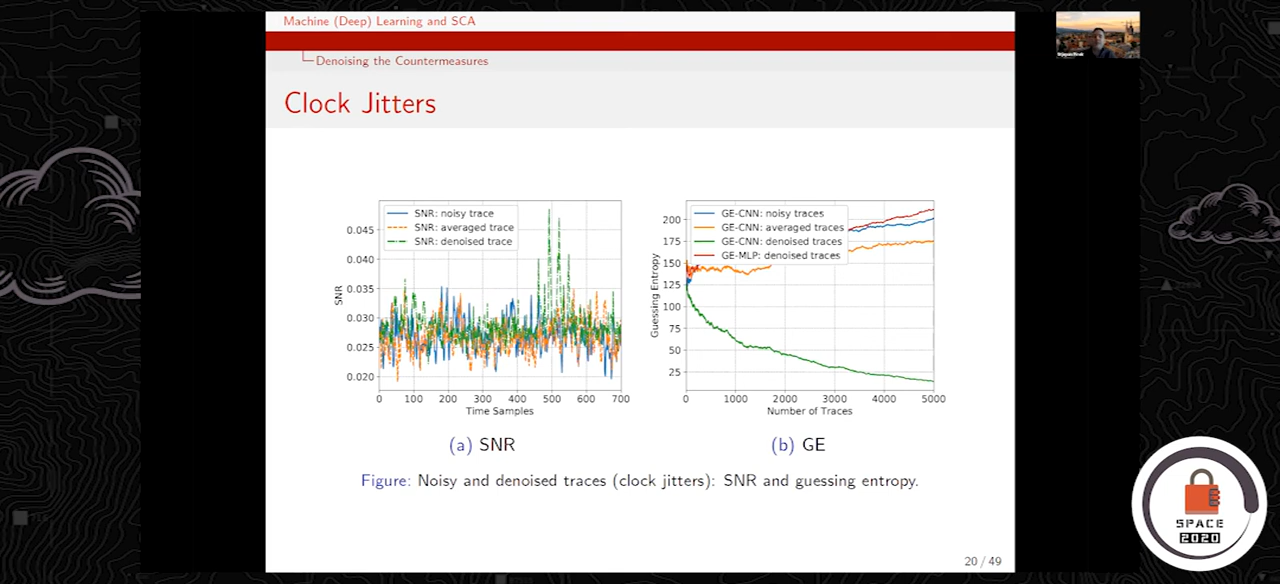 Machine (Deep) Learning and SCA
Denoising the Countermeasures
Clock Jitters
SNR: noisy trace
SNR: averaged trace
SNR: denoised trace
0.045
0.040
0.035
0.030
0.025
0.020
SNR
0 100 200 300 400 500 600 700
Time Samples
(a) SNR
GE-CNN: noisy traces
GE-CNN: averaged traces
GE-CNN: denoised traces
GE-MLP: denoised traces
200
175
150
125
100
75
50
25
Guessing Entropy
0 1000 2000 3000 4000 5000
Number of Traces
(b) GE
Figure: Noisy and denoised traces (clock jitters): SNR and guessing entropy.
20 / 49
SPACE
2020